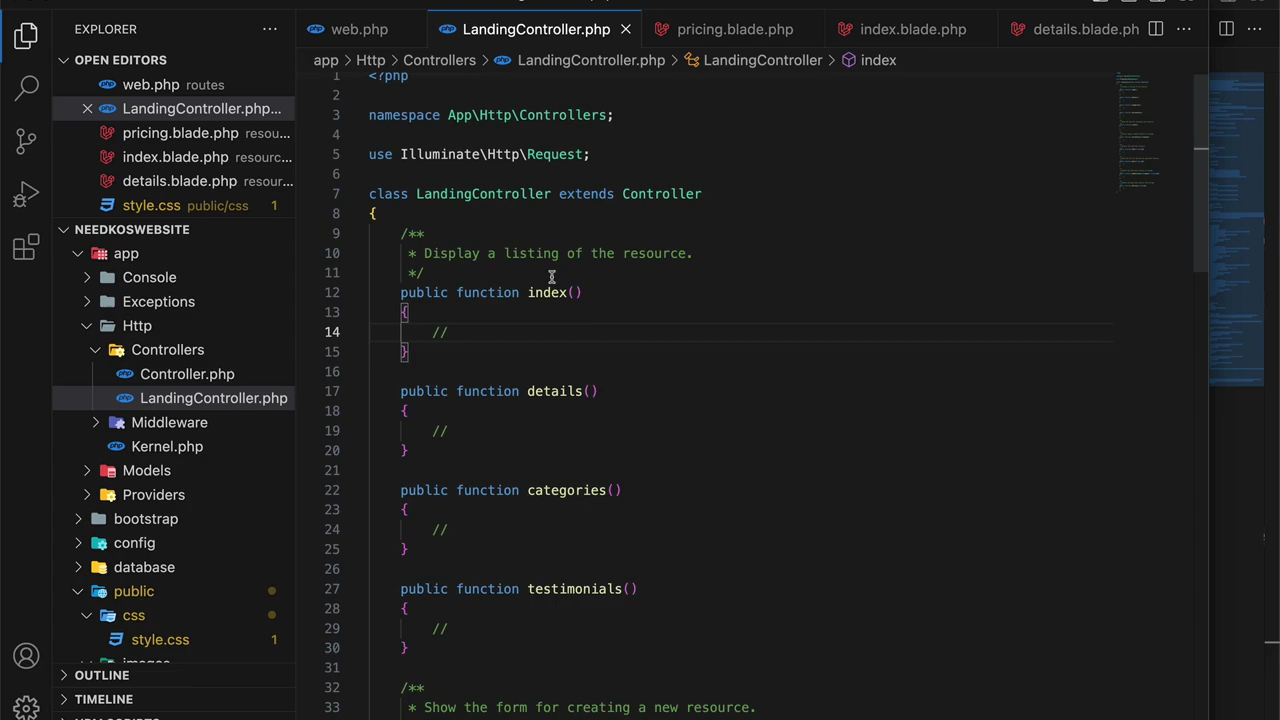 EXPLORER
OPEN EDITORS
web.php routes
LandingController.php...
pricing.blade.php resou...
index.blade.php resourc...
details.blade.php resour...
style.css public/css 1
NEEDKOSWEBSITE
app
Console
Exceptions
Http
Controllers
Controller.php
LandingController.php
Middleware
Kernel.php
Models
Providers
bootstrap
config
database
public
css
style.css 1
images
OUTLINE
TIMELINE
web.php LandingController.php pricing.blade.php index.blade.php details.blade.ph
app > Http > Controllers > LandingController.php > LandingController > index
1 <?php
2
3 namespace App\Http\Controllers;
4
5 use Illuminate\Http\Request;
6
7 class LandingController extends Controller
8 {
9 /**
10 * Display a listing of the resource.
11 */
12 public function index()
13 {
14 //
15 }
16
17 public function details()
18 {
19 //
20 }
21
22 public function categories()
23 {
24 //
25 }
26
27 public function testimonials()
28 {
29 //
30 }
31
32 /**
33 * Show the form for creating a new resource.